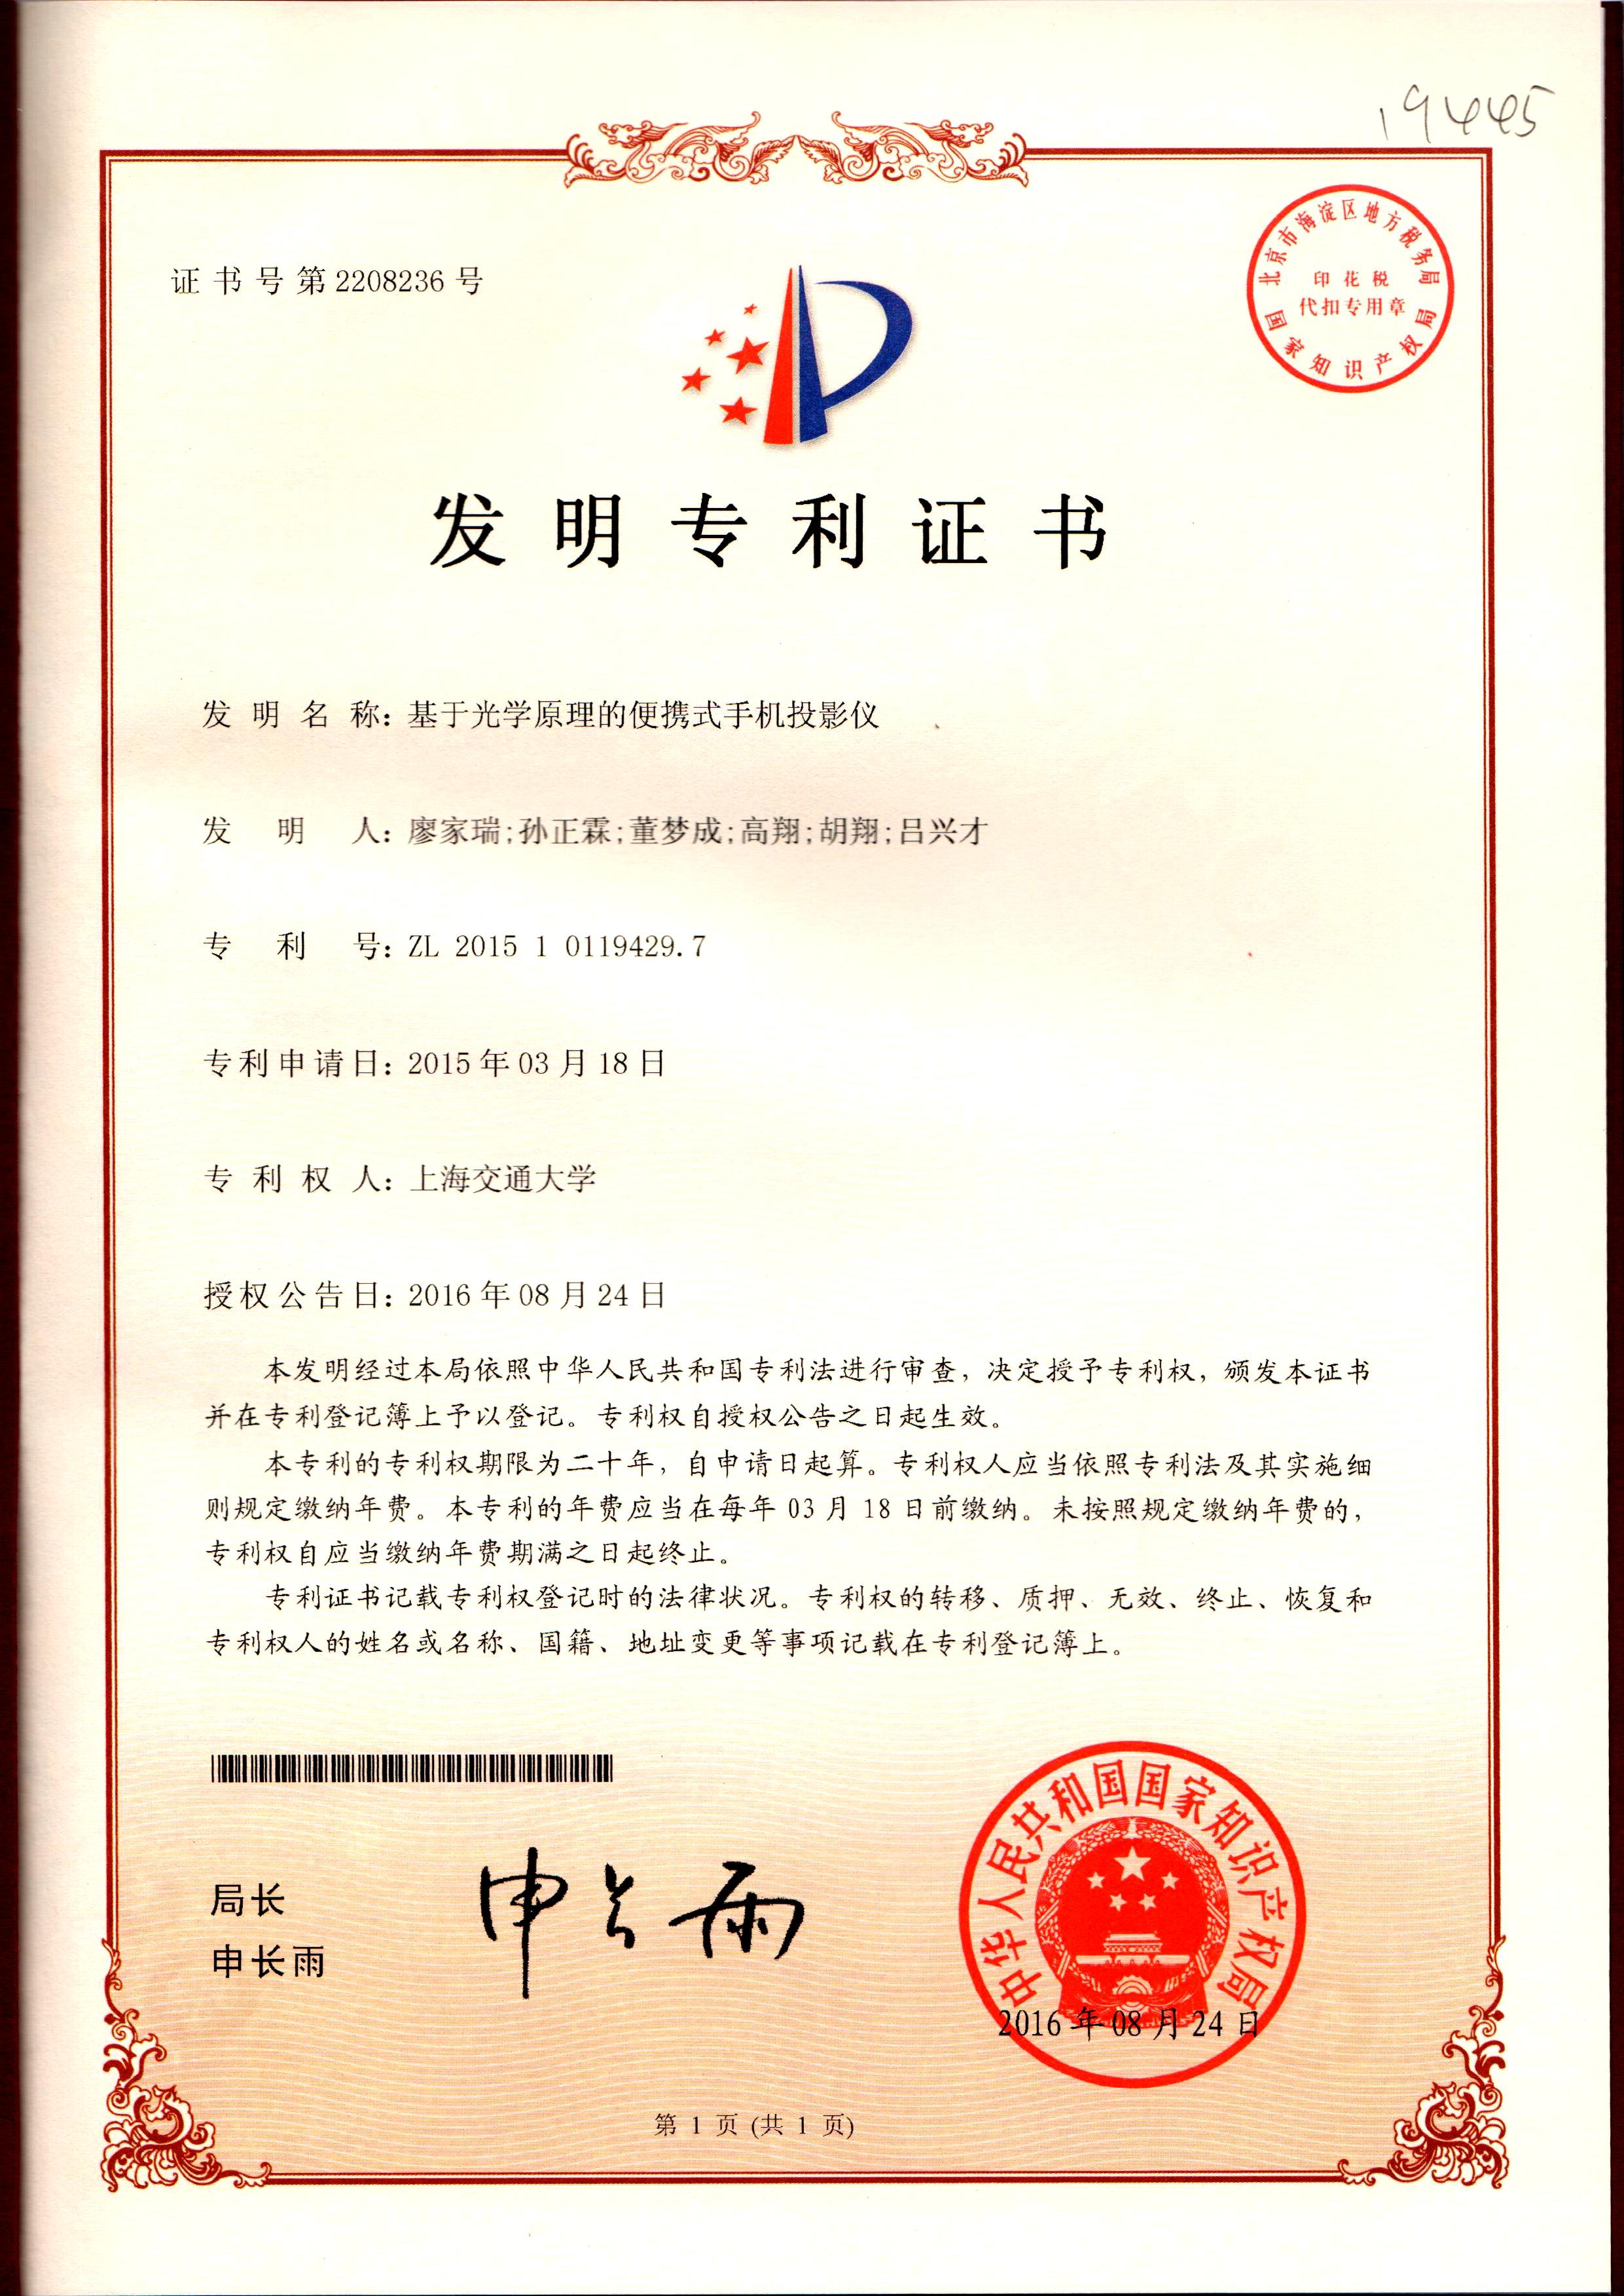 19445
证书号第2208236号
北京市海淀区地方税务局
印花税
代扣专用章
国家知识产权局
发明专利证书
发明名称：基于光学原理的便携式手机投影仪
发明人：廖家瑞;孙正霖;董梦成;高翔;胡翔;吕兴才
专利号：ZL 2015 1 0119429.7
专利申请日：2015年03月18日
专利权人：上海交通大学
授权公告日：2016年08月24日
本发明经过本局依照中华人民共和国专利法进行审查，决定授予专利权，颁发本证书
并在专利登记簿上予以登记。专利权自授权公告之日起生效。
本专利的专利权期限为二十年，自申请日起算。专利权人应当依照专利法及其实施细
则规定缴纳年费。本专利的年费应当在每年03月18日前缴纳。未按照规定缴纳年费的，
专利权自应当缴纳年费期满之日起终止。
专利证书记载专利权登记时的法律状况。专利权的转移、质押、无效、终止、恢复和
专利权人的姓名或名称、国籍、地址变更等事项记载在专利登记簿上。
局长
申长雨
申长雨
中华人民共和国国家知识产权局
2016年08月24日
第 1 页 (共 1 页)